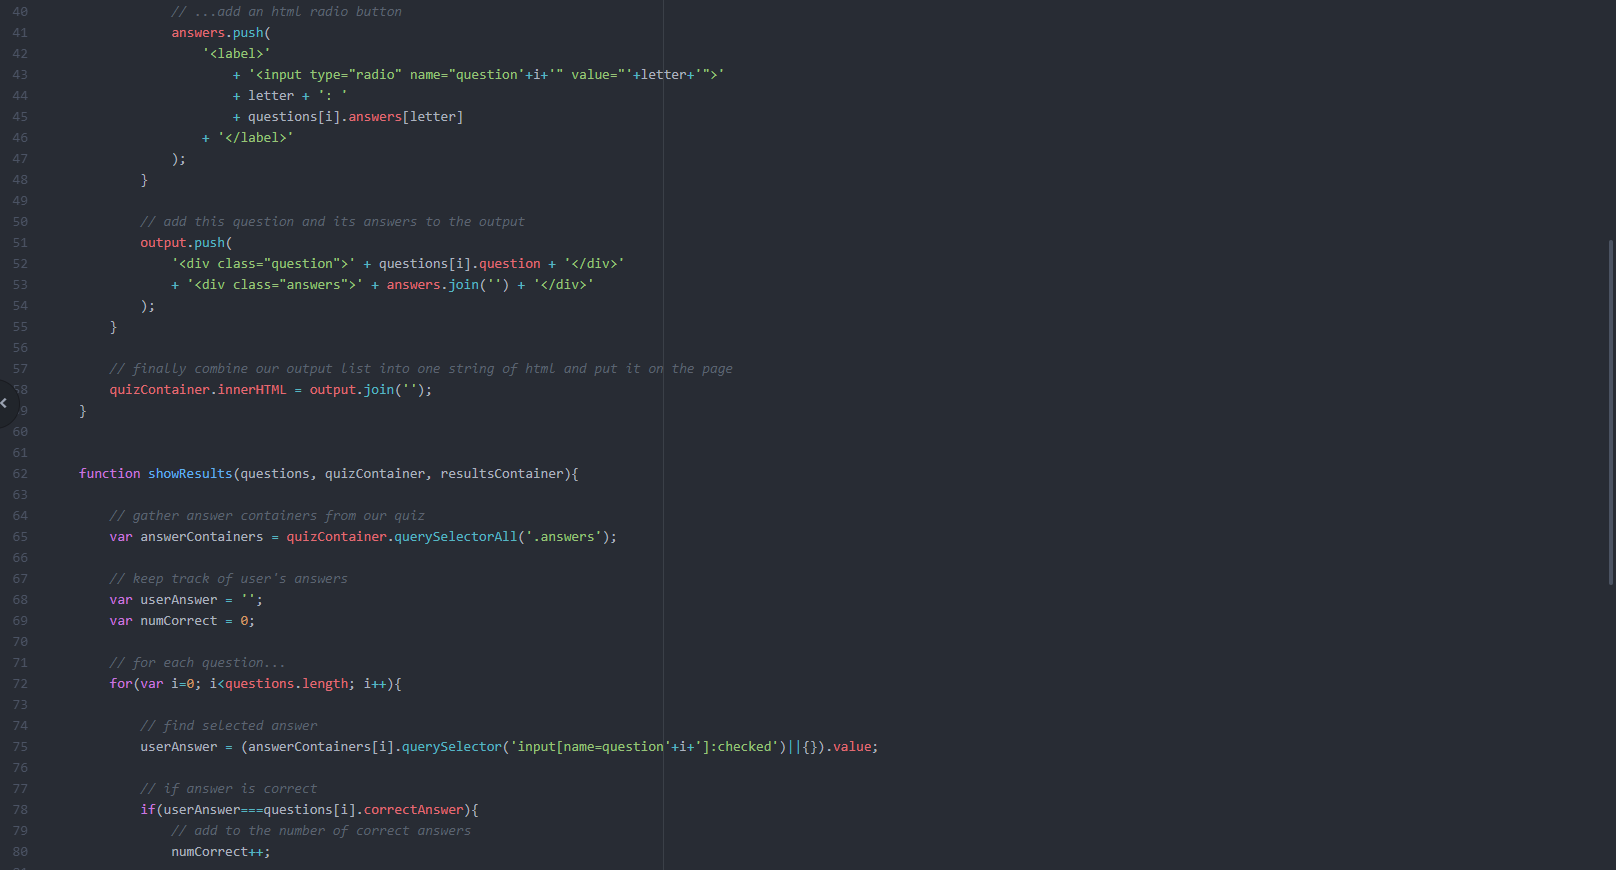 40 // ...add an html radio button
41 answers.push(
42 '<label>'
43 + '<input type="radio" name="question'+i+'" value="'+letter+'">'
44 + letter + ': '
45 + questions[i].answers[letter]
46 + '</label>'
47 );
48 }
49
50 // add this question and its answers to the output
51 output.push(
52 '<div class="question">' + questions[i].question + '</div>'
53 + '<div class="answers">' + answers.join('') + '</div>'
54 );
55 }
56
57 // finally combine our output list into one string of html and put it on the page
58 quizContainer.innerHTML = output.join('');
9 }
60
61
62 function showResults(questions, quizContainer, resultsContainer){
63
64 // gather answer containers from our quiz
65 var answerContainers = quizContainer.querySelectorAll('.answers');
66
67 // keep track of user's answers
68 var userAnswer = '';
69 var numCorrect = 0;
70
71 // for each question...
72 for(var i=0; i<questions.length; i++){
73
74 // find selected answer
75 userAnswer = (answerContainers[i].querySelector('input[name=question'+i+']:checked')||{}).value;
76
77 // if answer is correct
78 if(userAnswer===questions[i].correctAnswer){
79 // add to the number of correct answers
80 numCorrect++;